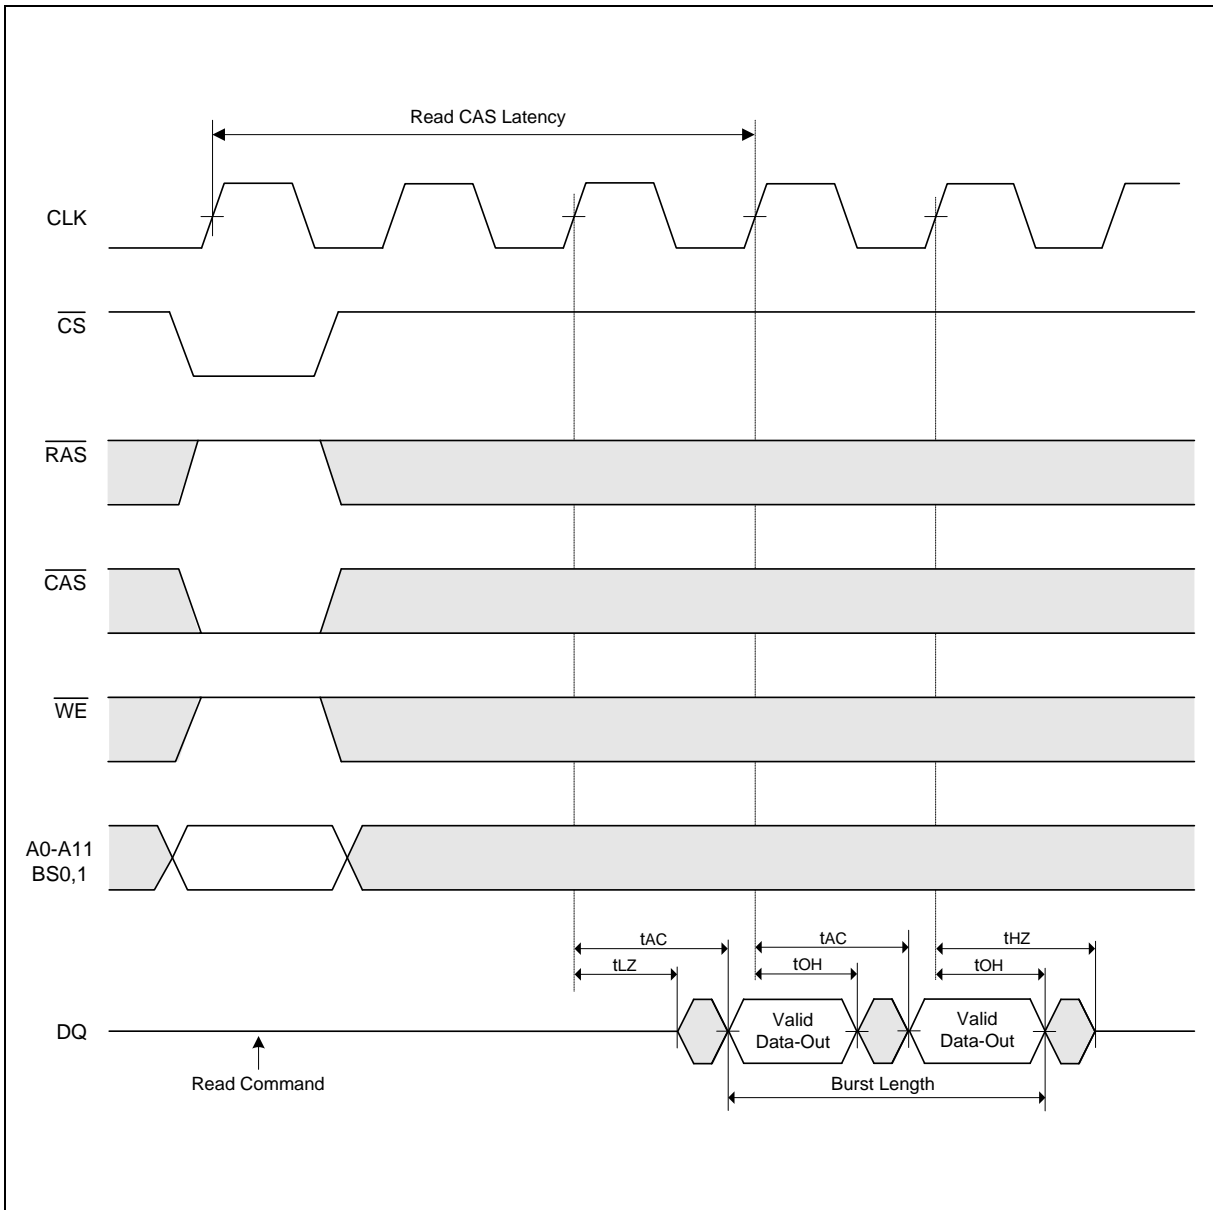 Read CAS Latency
CLK
CS
RAS
CAS
WE
A0-A11
BS0,1
tAC
tAC
tHZ
tLZ
tOH
tOH
DQ
Valid
Data-Out
Valid
Data-Out
Read Command
Burst Length